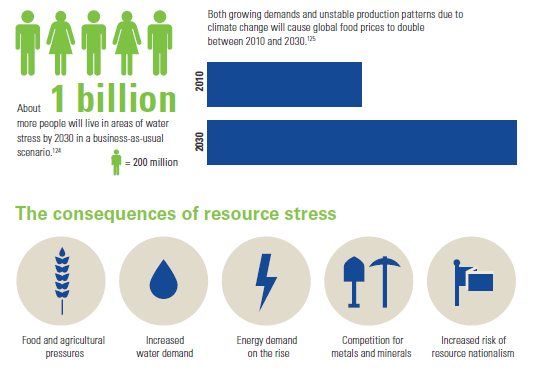 About 1 billion
more people will live in areas of water
stress by 2030 in a business-as-usual
scenario.124
= 200 million
Both growing demands and unstable production patterns due to
climate change will cause global food prices to double
between 2010 and 2030.125
2010
2030
The consequences of resource stress
Food and agricultural
pressures
Increased
water demand
Energy demand
on the rise
Competition for
metals and minerals
Increased risk of
resource nationalism